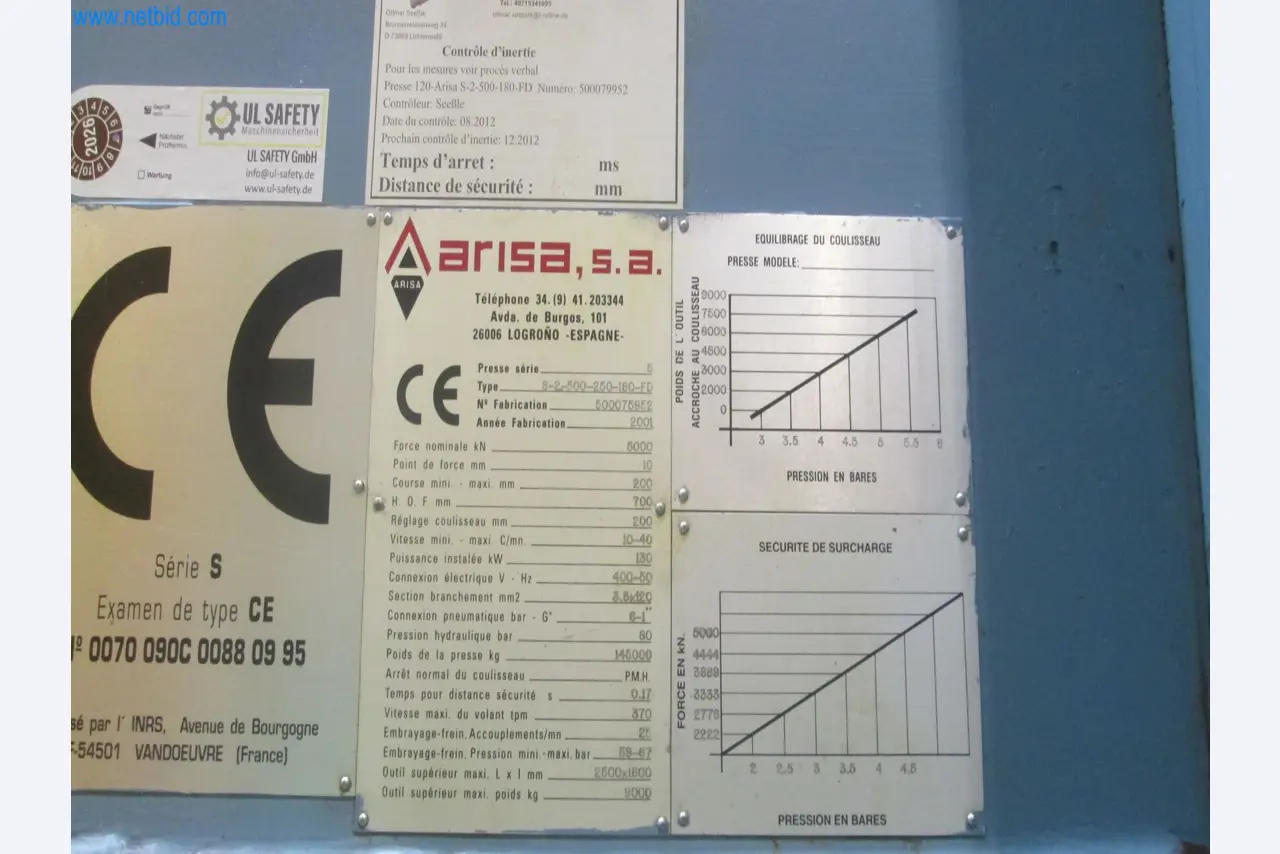 www.netbid.com
Otmar Seeßle
Contrôle d'inertie
Pour les mesures voir procès verbal
Presse 120-Arisa S-2-500-180-FD Numéro: 500079952
Contrôleur: Seeßle
Date du contrôle: 08.2012
Prochain contrôle d'inertie: 12.2012
Temps d'arret : ms
Distance de sécurité : mm
2026
Nächster Prüftermin
Wartung
UL SAFETY
Maschinensicherheit
UL SAFETY GmbH
info@ul-safety.de
www.ul-safety.de
CE
Série S
Examen de type CE
0070 090C 0088 09 95
sé par l' INRS, Avenue de Bourgogne
F-54501 VANDOEUVRE (France)
arisa, s.a.
ARISA
Téléphone 34. (9) 41. 203344
Avda. de Burgos, 101
26006 LOGROÑO -ESPAGNE-
CE
Presse série
Type S-2-500-250-180-FD
Nº Fabrication
Année Fabrication 2001
Force nominale kN 5000
Point de force mm 10
Course mini. - maxi. mm 200
H. O. F mm 700
Réglage coulisseau mm 200
Vitesse mini. - maxi. C/mn. 10-40
Puissance instalée kW 130
Connexion électrique V - Hz 400-50
Section branchement mm2
Connexion pneumatique bar - G" 6-1"
Pression hydraulique bar
Poids de la presse kg
Arrêt normal du coulisseau P.M.H.
Temps pour distance sécurité s 0.17
Vitesse maxi. du volant tpm 370
Embrayage-frein. Accouplements/mn
Embrayage-frein. Pression mini.-maxi. bar
Outil supérieur maxi. L x l mm 2500x1600
Outil supérieur maxi. poids kg 9000
EQUILIBRAGE DU COULISSEAU
PRESSE MODELE:
POIDS DE L' OUTIL
ACCROCHE AU COULISSEAU
9000
7500
6000
4500
3000
2000
0
3 3.5 4 4.5 5 5.5 6
PRESSION EN BARES
SECURITE DE SURCHARGE
FORCE EN kN.
5000
4444
3889
3333
2778
2222
2 2.5 3 3.5 4 4.5
PRESSION EN BARES